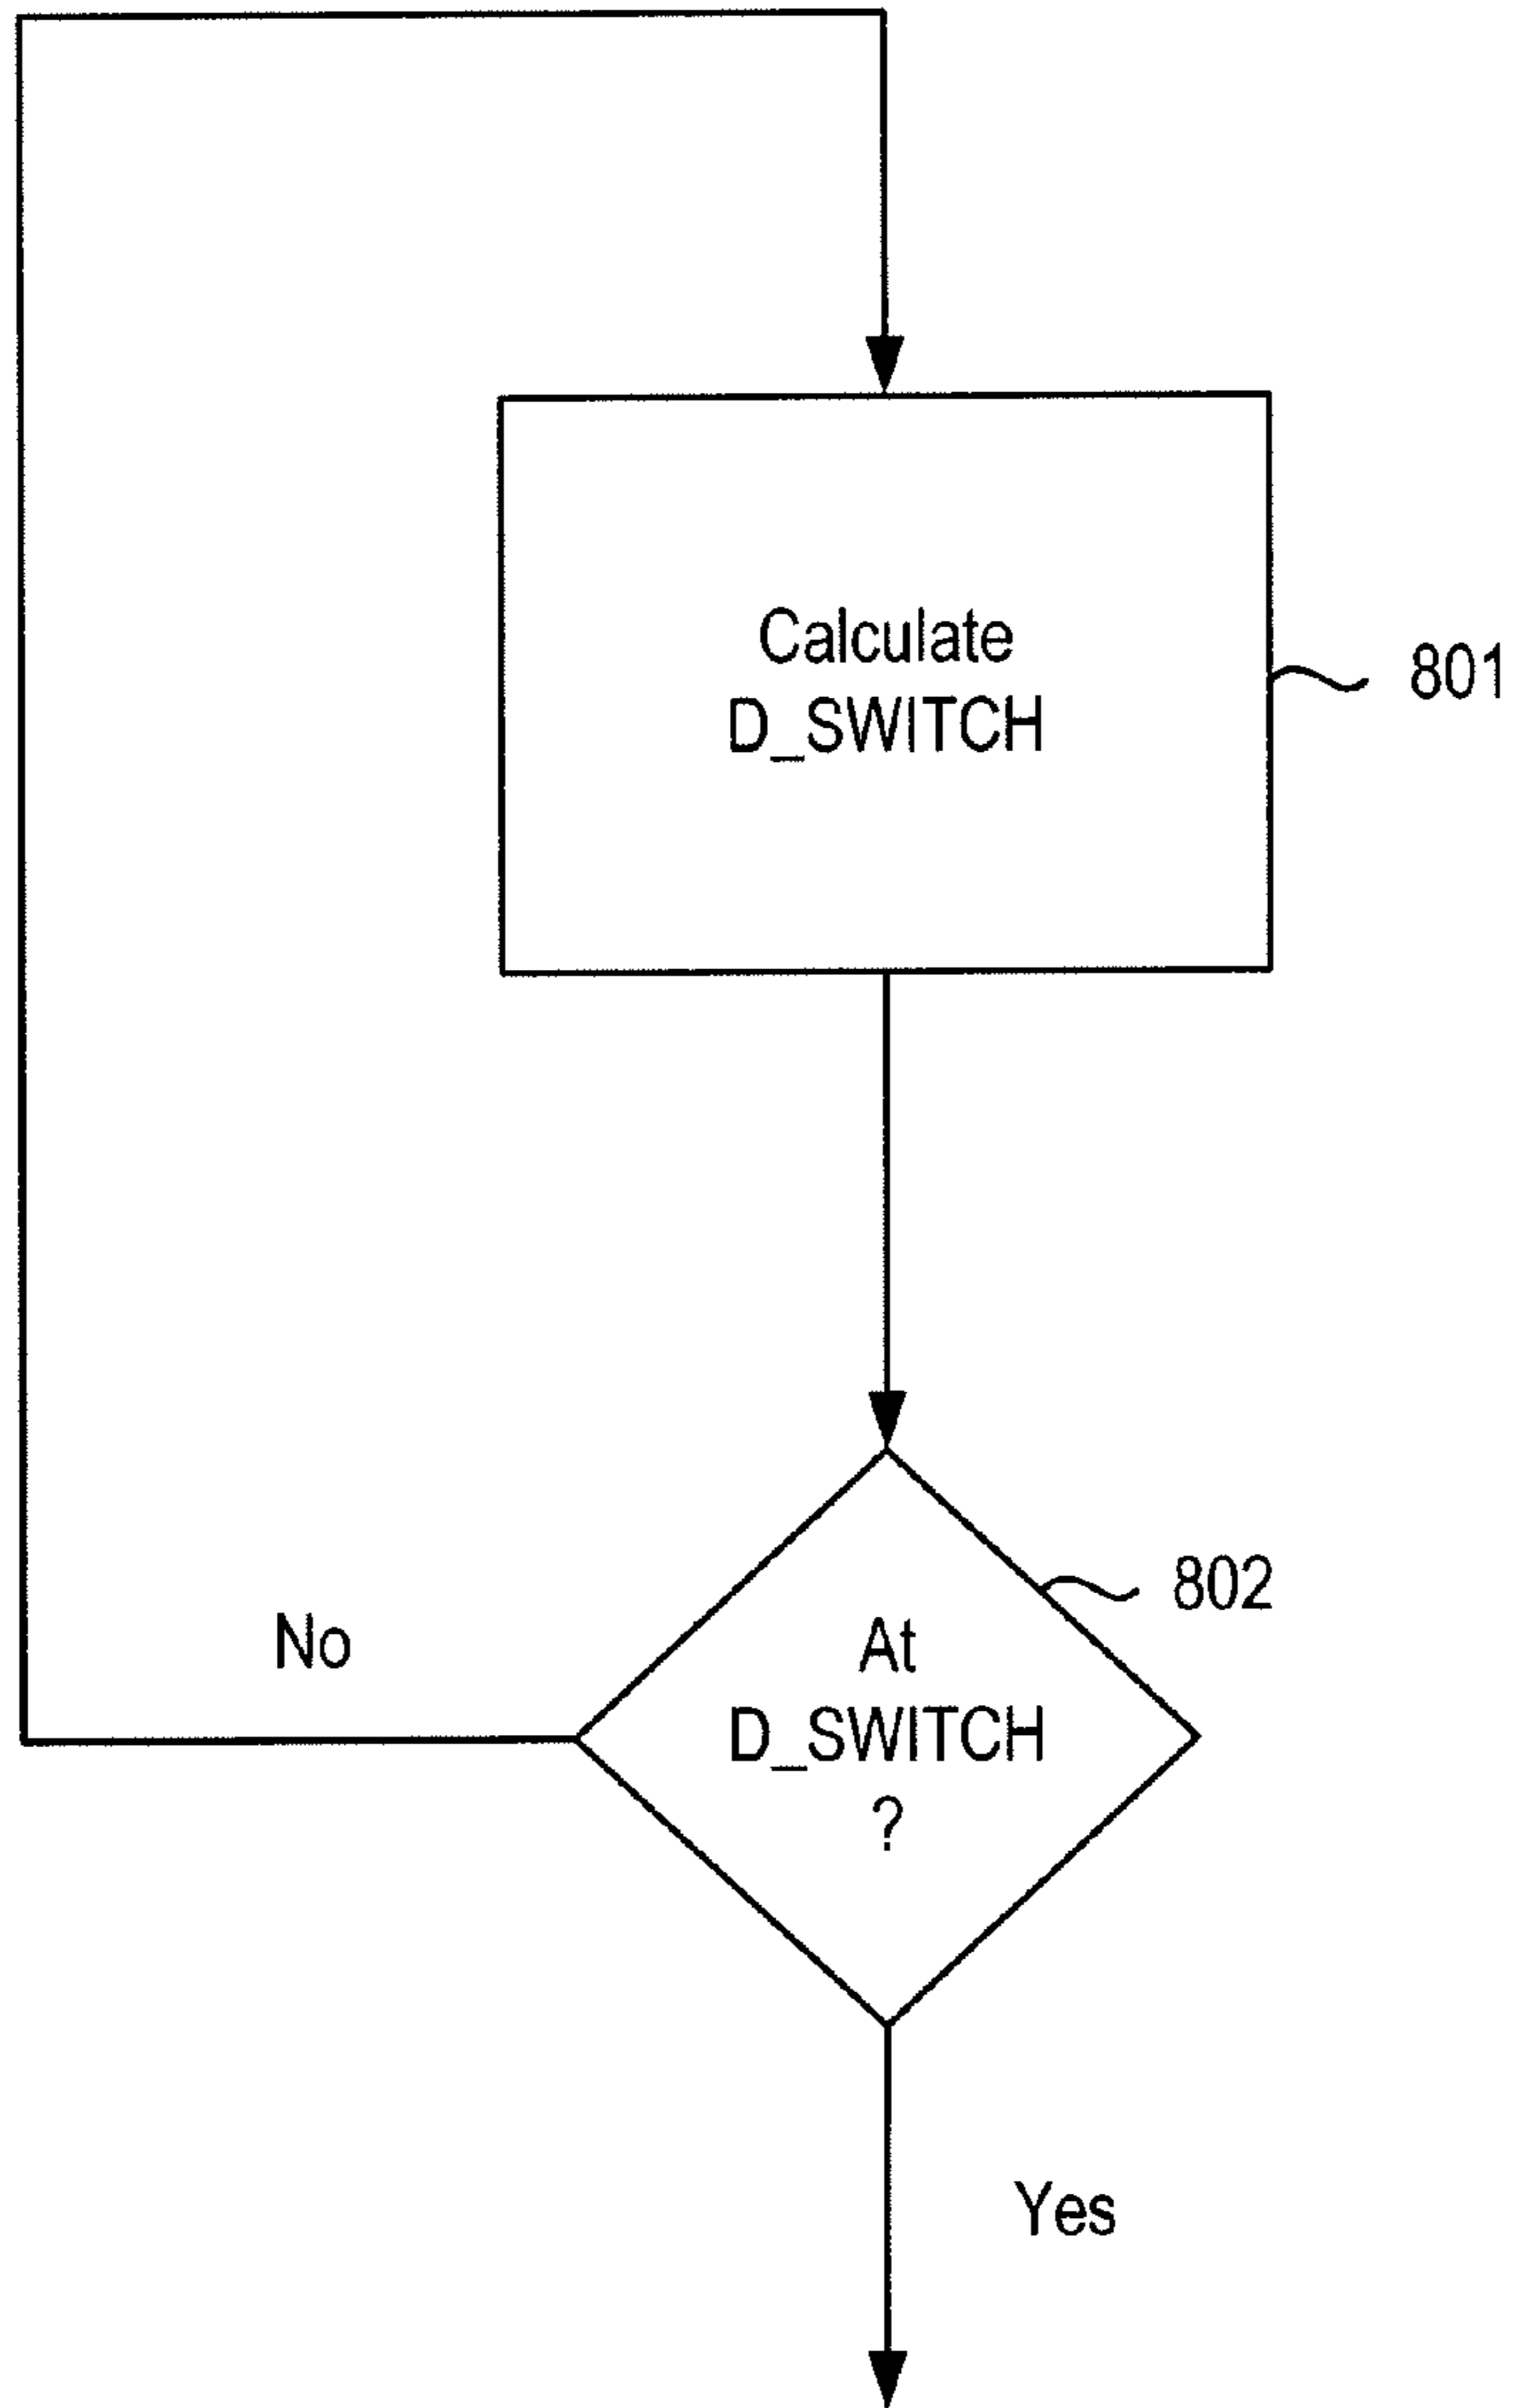 Calculate
D_SWITCH
801
802
At
D_SWITCH
?
No
Yes